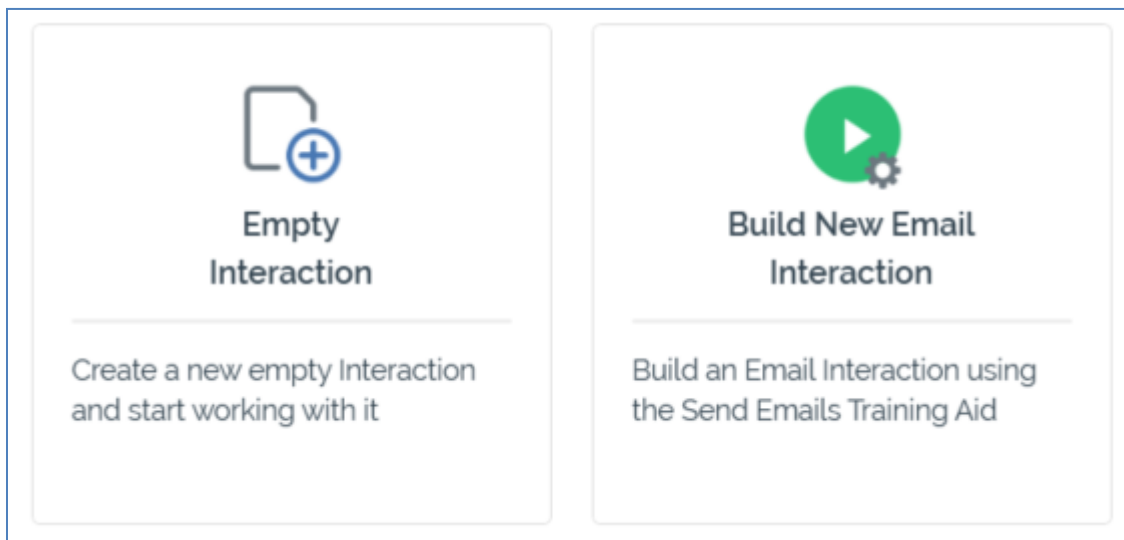 Empty
Interaction
Create a new empty Interaction
and start working with it
Build New Email
Interaction
Build an Email Interaction using
the Send Emails Training Aid